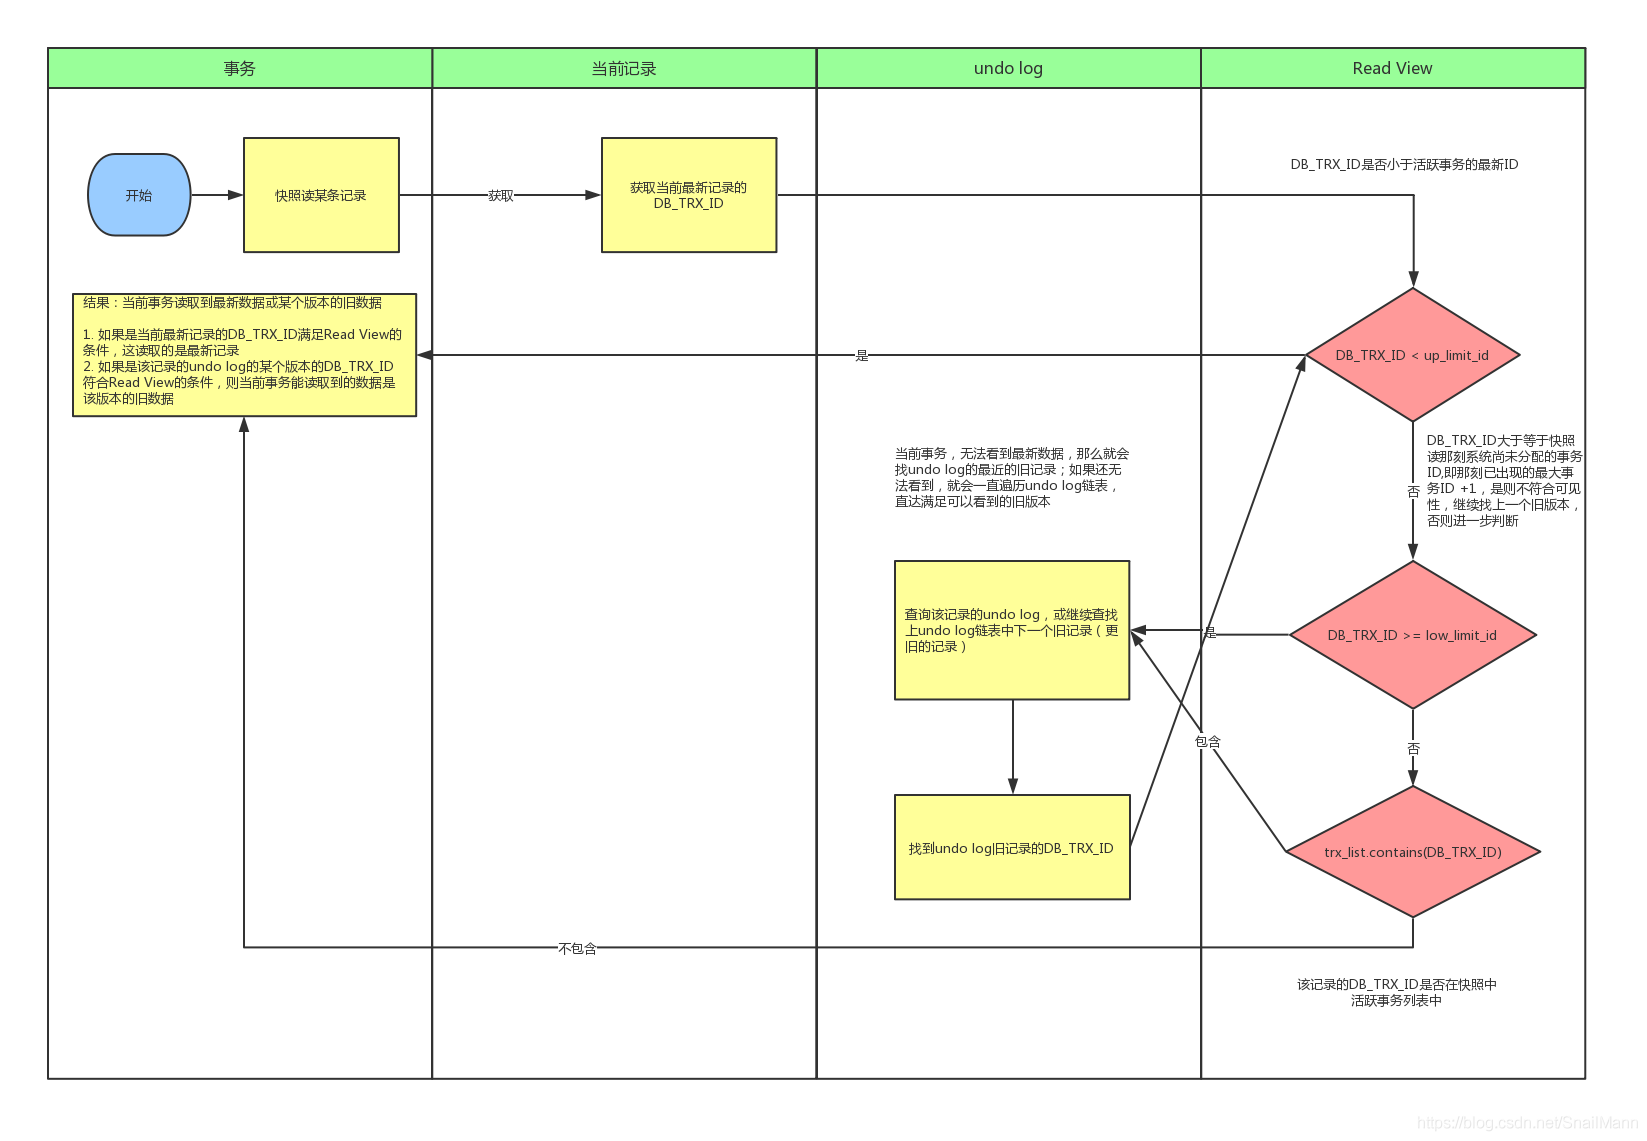 事务
当前记录
undo log
Read View
DB_TRX_ID是否小于活跃事务的最新ID
开始
快照读某条记录
获取
获取当前最新记录的
DB_TRX_ID
结果：当前事务读取到最新数据或某个版本的旧数据
1. 如果是当前最新记录的DB_TRX_ID满足Read View的
条件，这读取的是最新记录
2. 如果是该记录的undo log的某个版本的DB_TRX_ID
符合Read View的条件，则当前事务能读取到的数据是
该版本的旧数据
是
DB_TRX_ID < up_limit_id
当前事务，无法看到最新数据，那么就会
找undo log的最近的旧记录；如果还无
法看到，就会一直遍历undo log链表，
直达满足可以看到的旧版本
否
DB_TRX_ID大于等于快照
读那刻系统尚未分配的事务
ID,即那刻已出现的最大事
务ID +1，是则不符合可见
性，继续找上一个旧版本，
否则进一步判断
查询该记录的undo log，或继续查找
上undo log链表中下一个旧记录（更
旧的记录）
是
DB_TRX_ID >= low_limit_id
包含
否
找到undo log旧记录的DB_TRX_ID
trx_list.contains(DB_TRX_ID)
不包含
该记录的DB_TRX_ID是否在快照中
活跃事务列表中
https://blog.csdn.net/SnailMann